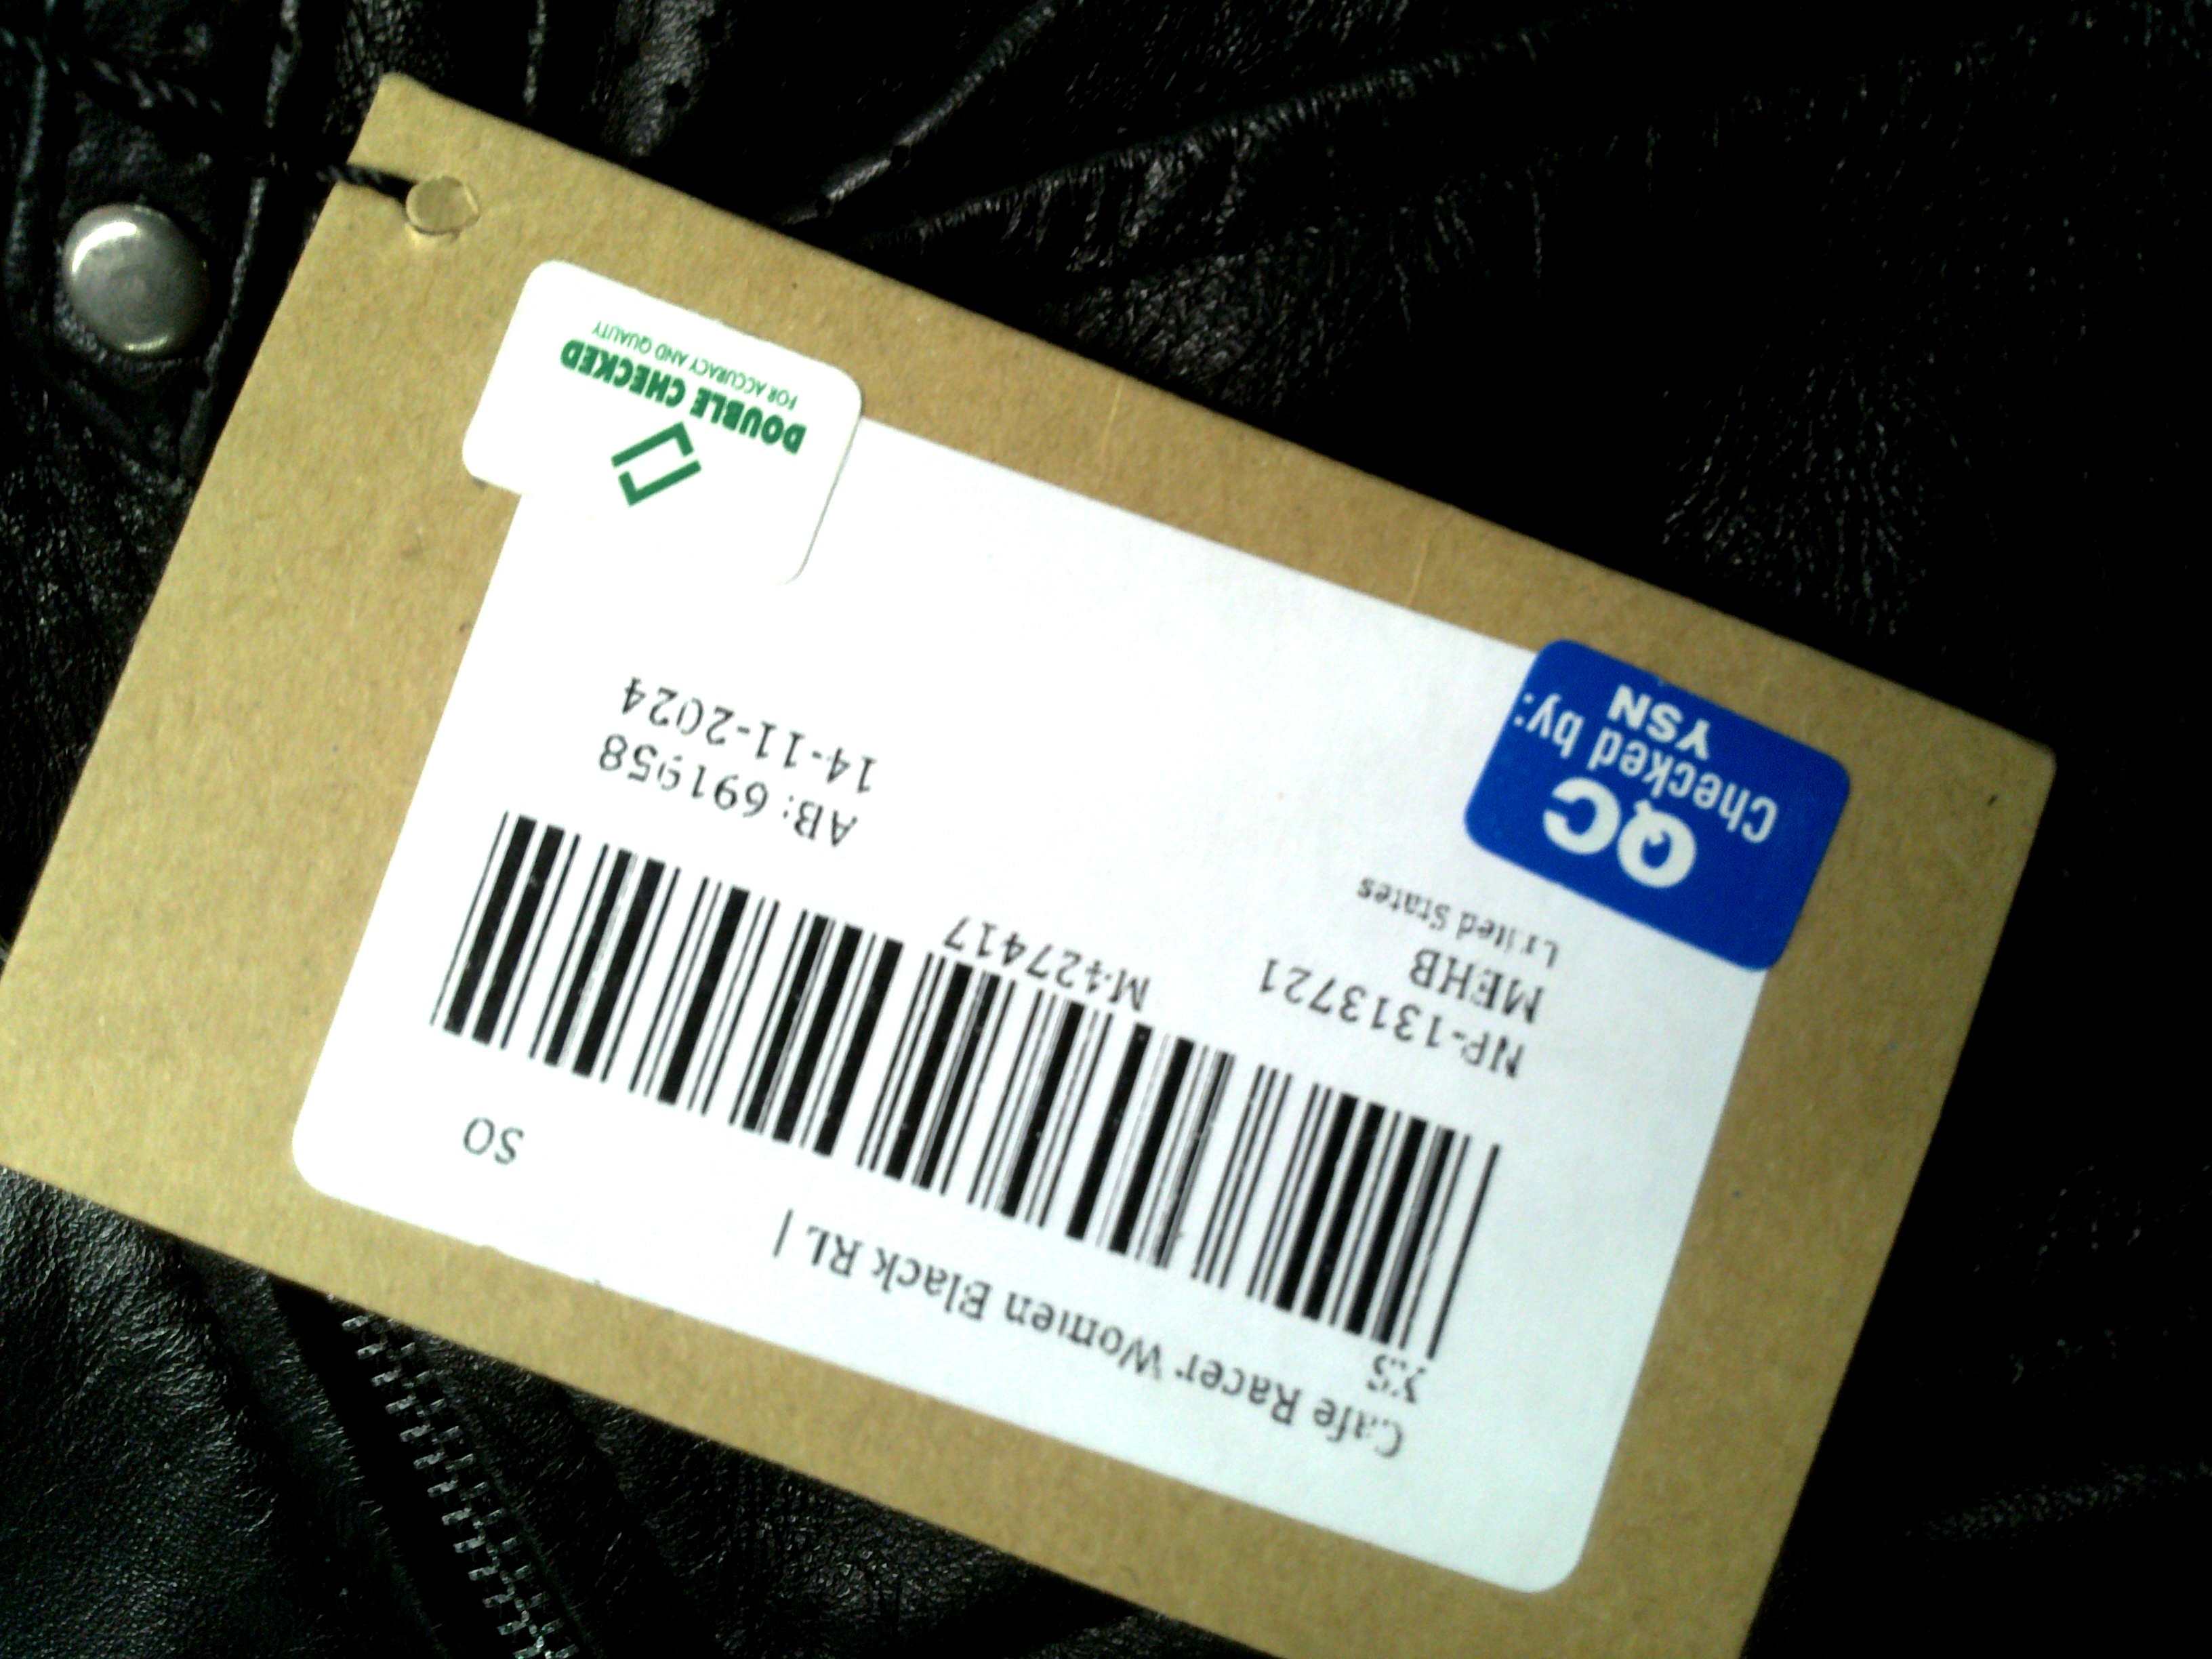 Cafe Racer Women Black RL |
XS
SO
NP-1313721
M427417
MEHB
United States
AB: 691958
14-11-2024
QC
Checked by:
YSN
DOUBLE CHECKED
FOR ACCURACY AND QUALITY